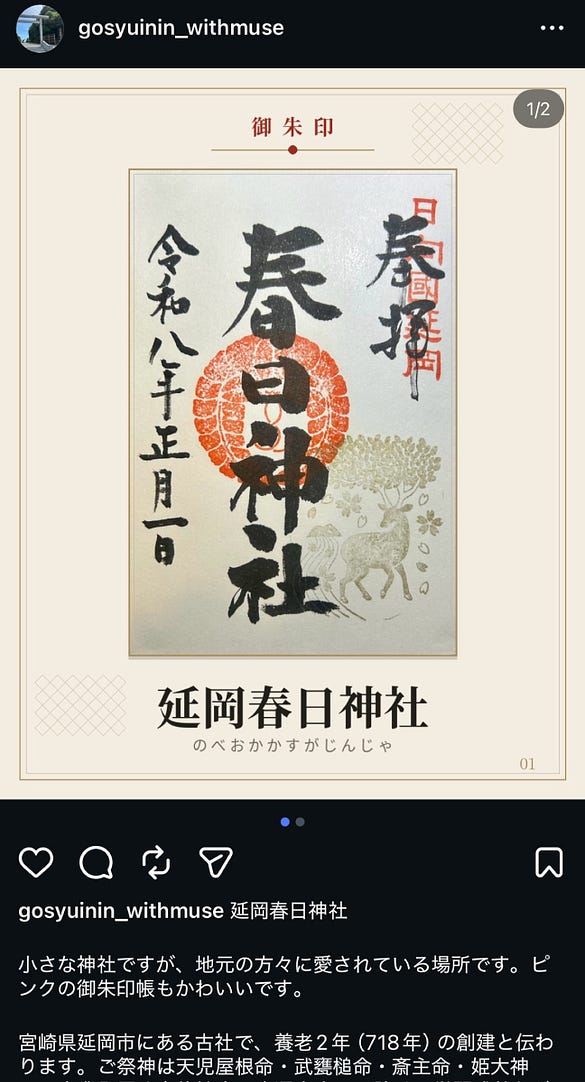 gosyuinin_withmuse
1/2
御朱印
奉拝
日向國延岡
春日神社
令和八年正月一日
延岡春日神社
のべおかかすがじんじゃ
01
gosyuinin_withmuse 延岡春日神社
小さな神社ですが、地元の方々に愛されている場所です。ピ
ンクの御朱印帳もかわいいです。
宮崎県延岡市にある古社で、養老2年(718年)の創建と伝わ
ります。ご祭神は天児屋根命・武甕槌命・斎主命・姫大神